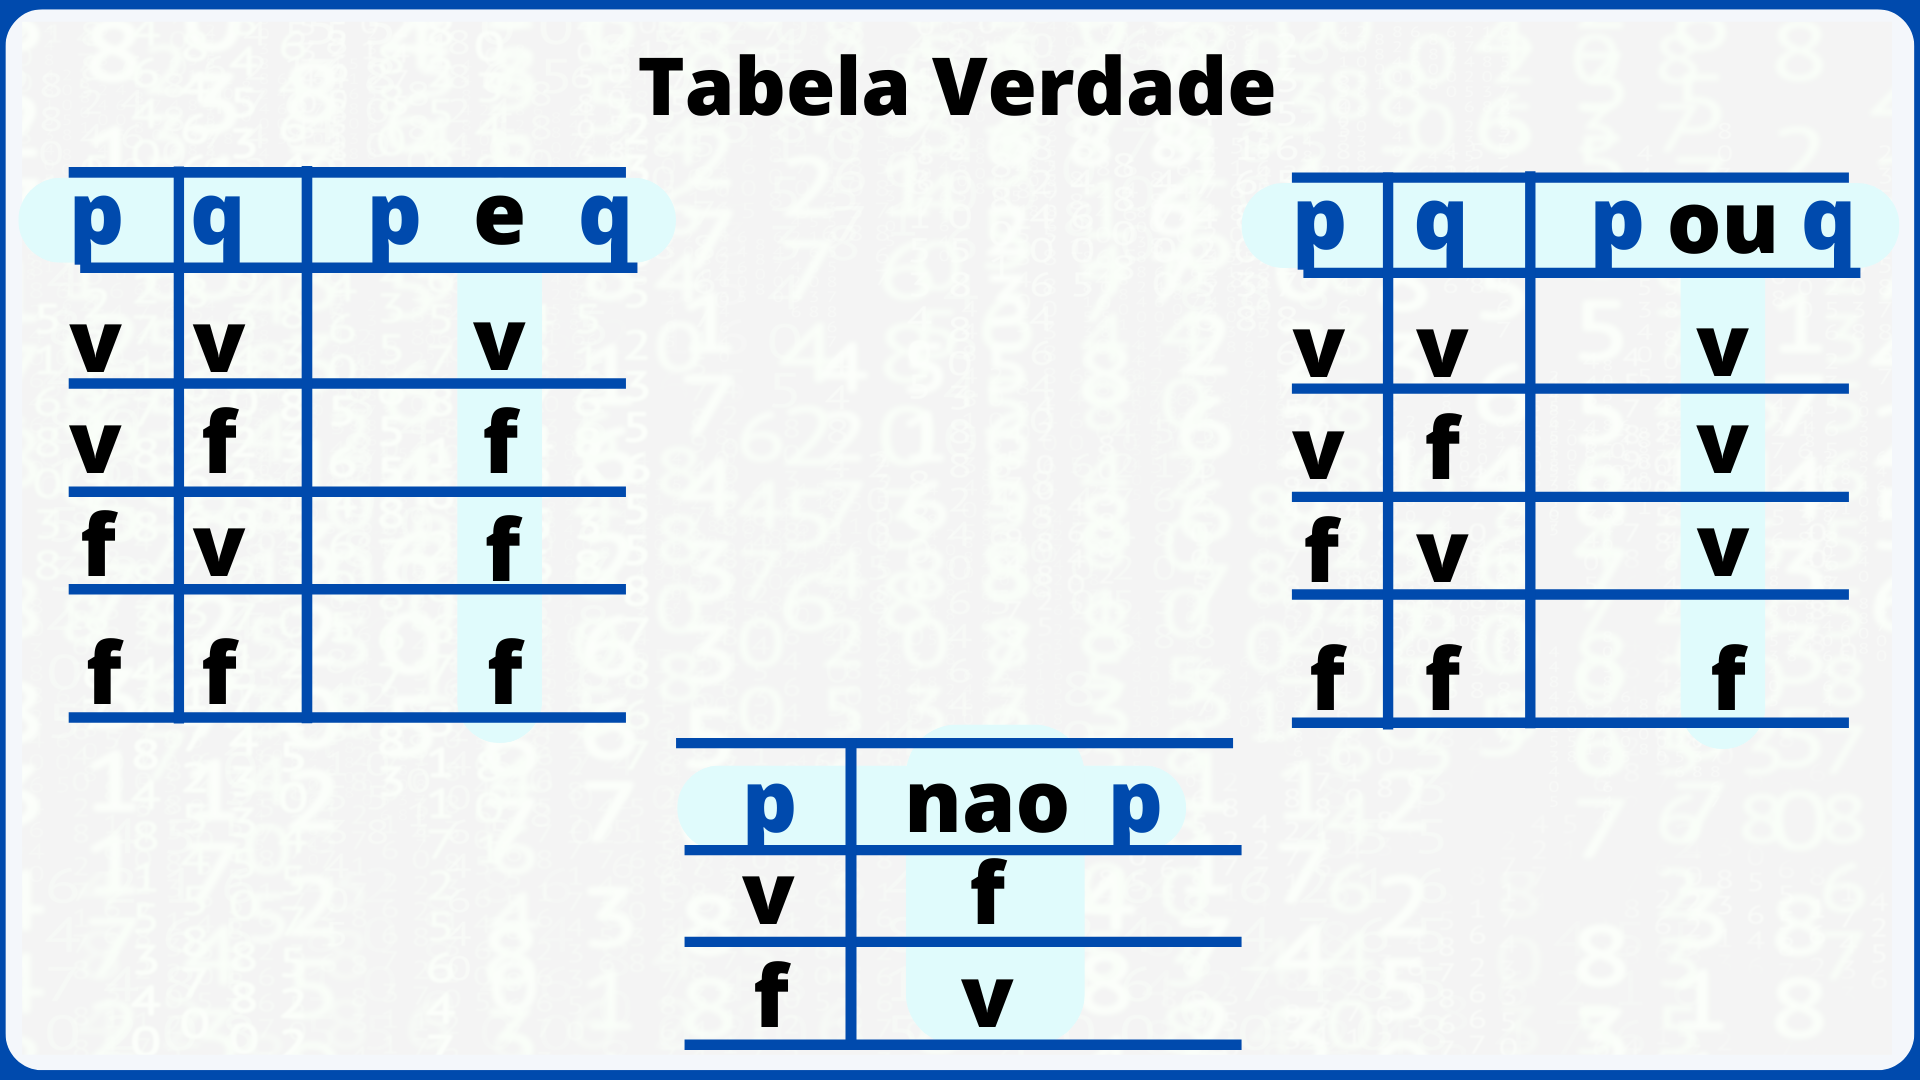 Tabela Verdade
p q p e q
v v v
v f f
f v f
f f f
p q p ou q
v v v
v f v
f v v
f f f
p nao p
v f
f v